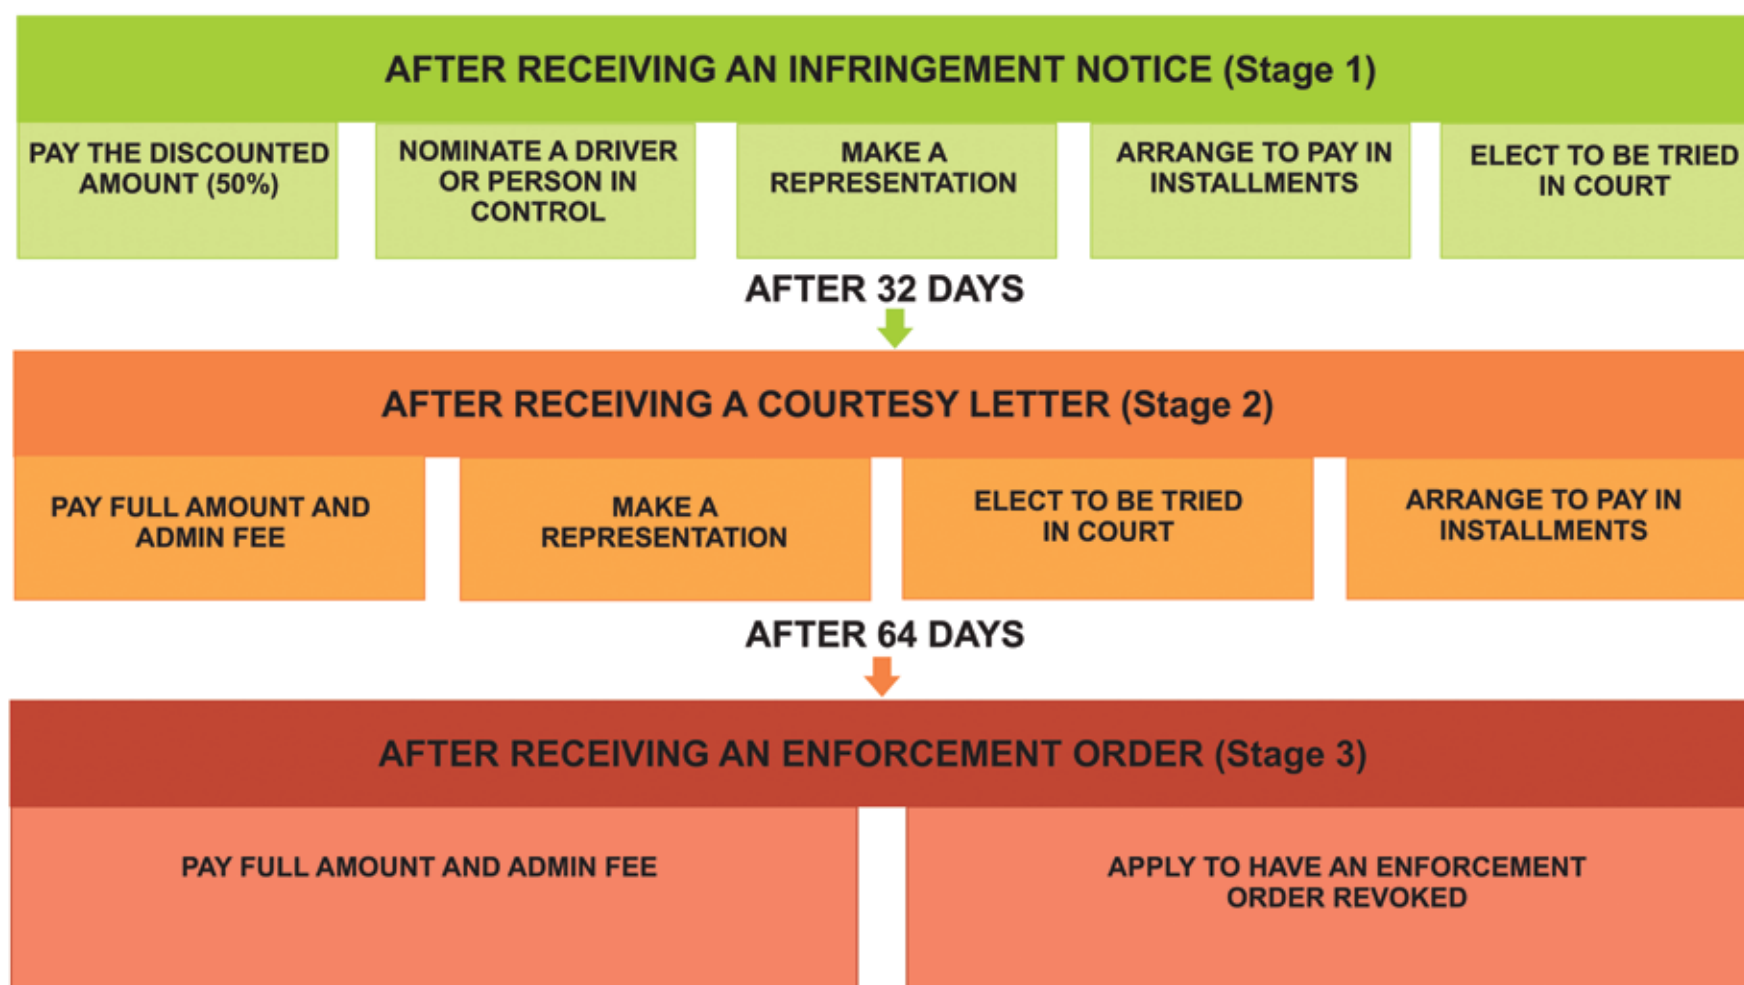 AFTER RECEIVING AN INFRINGEMENT NOTICE (Stage 1)
PAY THE DISCOUNTED
AMOUNT (50%)
NOMINATE A DRIVER
OR PERSON IN
CONTROL
MAKE A
REPRESENTATION
ARRANGE TO PAY IN
INSTALLMENTS
ELECT TO BE TRIED
IN COURT
AFTER 32 DAYS
AFTER RECEIVING A COURTESY LETTER (Stage 2)
PAY FULL AMOUNT AND
ADMIN FEE
MAKE A
REPRESENTATION
ELECT TO BE TRIED
IN COURT
ARRANGE TO PAY IN
INSTALLMENTS
AFTER 64 DAYS
AFTER RECEIVING AN ENFORCEMENT ORDER (Stage 3)
PAY FULL AMOUNT AND ADMIN FEE
APPLY TO HAVE AN ENFORCEMENT
ORDER REVOKED